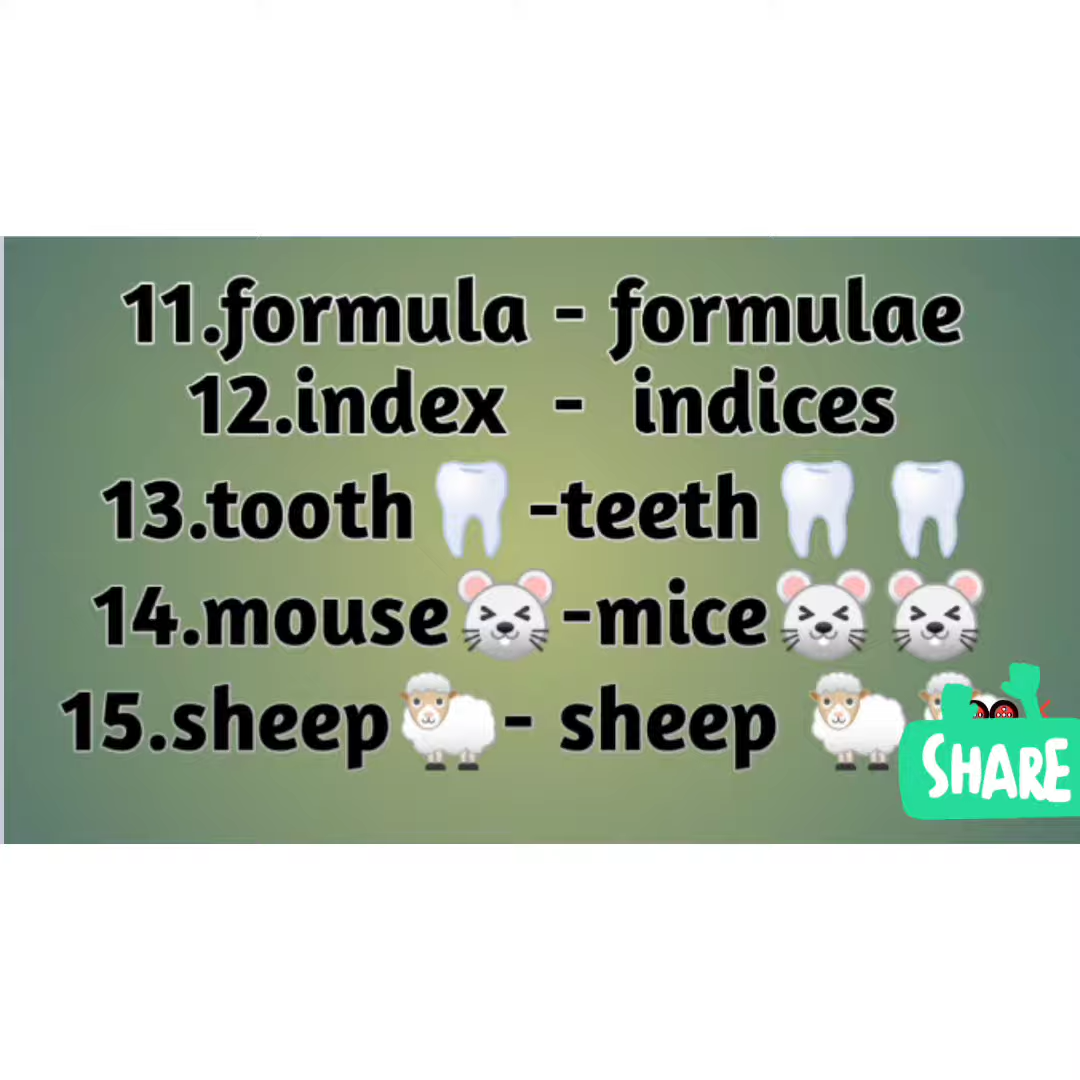 11.formula - formulae
12.index - indices
13.tooth🦷 -teeth🦷 🦷
14.mouse🐭 -mice🐭 🐭
15.sheep🐑 - sheep 🐑 🐑
SHARE